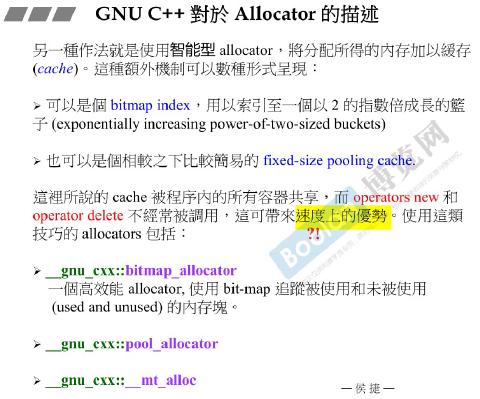 GNU C++ 對於 Allocator 的描述
另一種作法就是使用智能型 allocator，將分配所得的內存加以緩存
(cache)。這種額外機制可以數種形式呈現：
➢ 可以是個 bitmap index，用以索引至一個以 2 的指數倍成長的籃
子 (exponentially increasing power-of-two-sized buckets)
➢ 也可以是個相較之下比較簡易的 fixed-size pooling cache.
這裡所說的 cache 被程序內的所有容器共享，而 operators new 和
operator delete 不經常被調用，這可帶來速度上的優勢。使用這類
技巧的 allocators 包括：
?!
➢ __gnu_cxx::bitmap_allocator
一個高效能 allocator, 使用 bit-map 追蹤被使用和未被使用
(used and unused) 的內存塊。
➢ __gnu_cxx::pool_allocator
➢ __gnu_cxx::__mt_alloc
— 侯 捷 —
Boolan 博览网